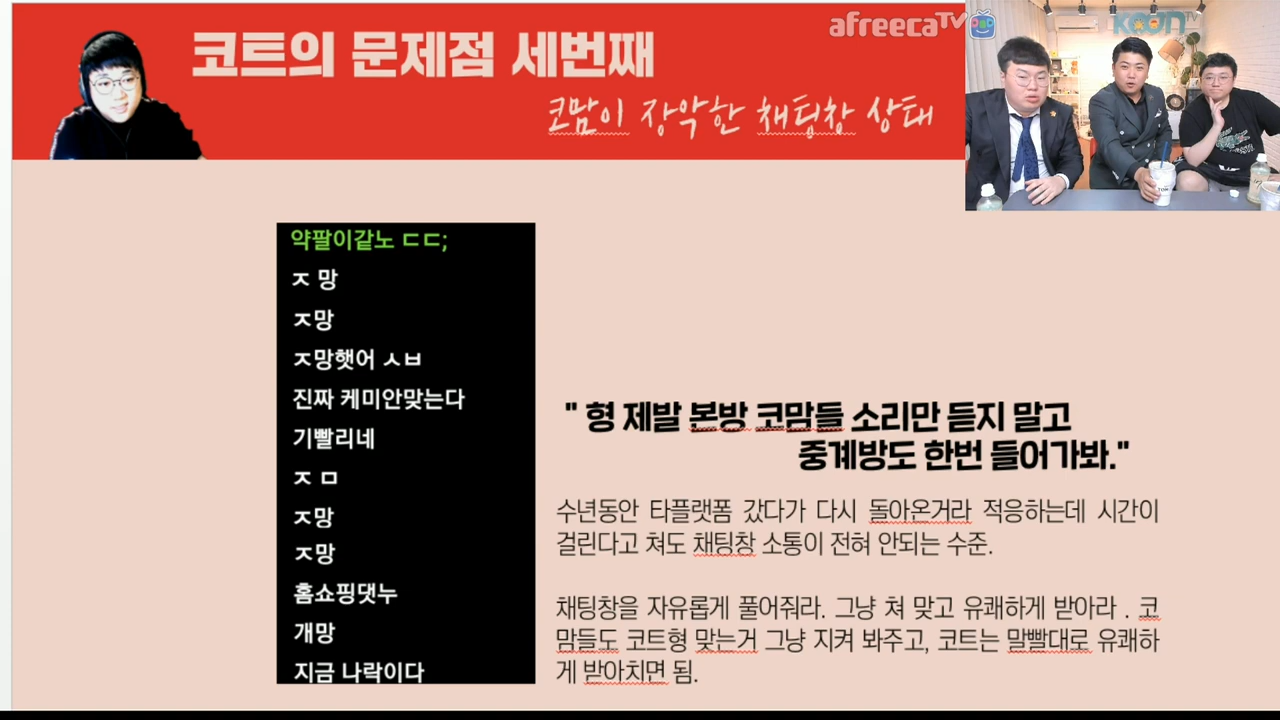 코트의 문제점 세번째
코맘이 장악한 채팅창 상태
afreecaTV
KOON TV
약팔이같노 ㄷㄷ;
ㅈ 망
ㅈ망
ㅈ망햇어 ㅅㅂ
진짜 케미안맞는다
기빨리네
ㅈ ㅁ
ㅈ망
ㅈ망
홈쇼핑댓누
개망
지금 나락이다
" 형 제발 본방 코맘들 소리만 듣지 말고
중계방도 한번 들어가봐."
수년동안 타플랫폼 갔다가 다시 돌아온거라 적응하는데 시간이
걸린다고 쳐도 채팅창 소통이 전혀 안되는 수준.
채팅창을 자유롭게 풀어줘라. 그냥 쳐 맞고 유쾌하게 받아라 . 코
맘들도 코트형 맞는거 그냥 지켜 봐주고, 코트는 말빨대로 유쾌하
게 받아치면 됨.